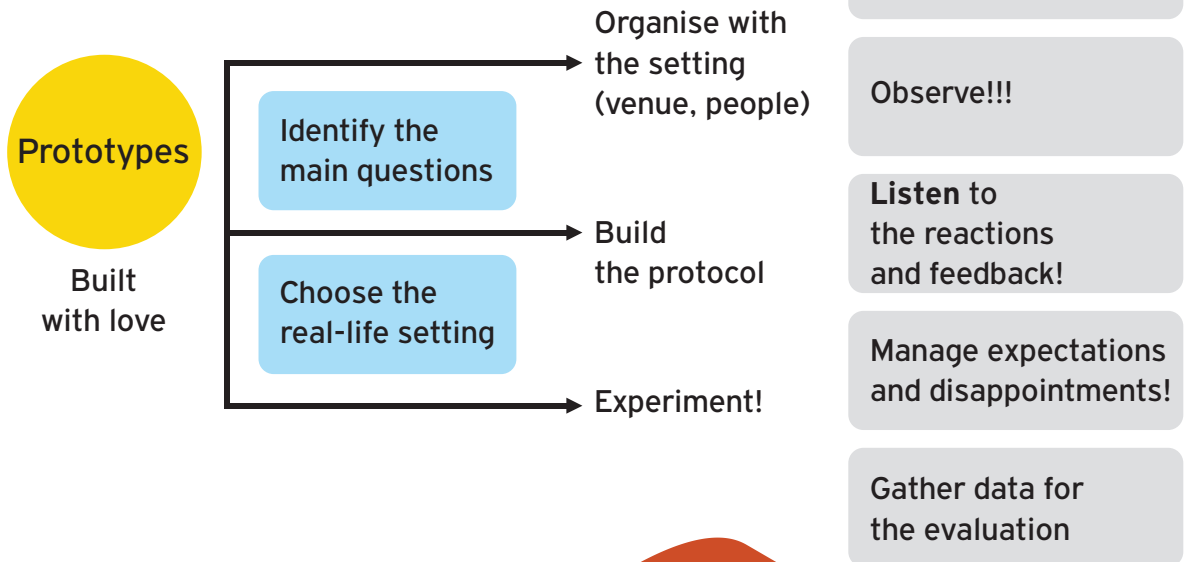 Prototypes
Built
with love
Identify the
main questions
Choose the
real-life setting
Organise with
the setting
(venue, people)
Build
the protocol
Experiment!
Observe!!!
Listen to
the reactions
and feedback!
Manage expectations
and disappointments!
Gather data for
the evaluation